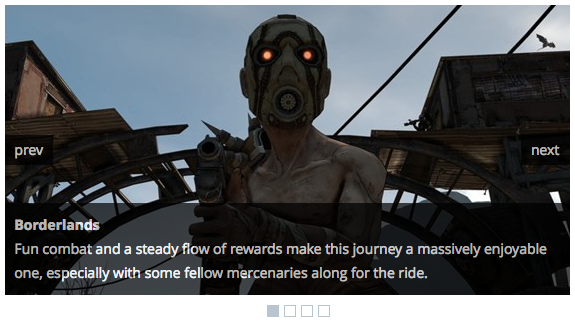 prev
next
Borderlands
Fun combat and a steady flow of rewards make this journey a massively enjoyable
one, especially with some fellow mercenaries along for the ride.